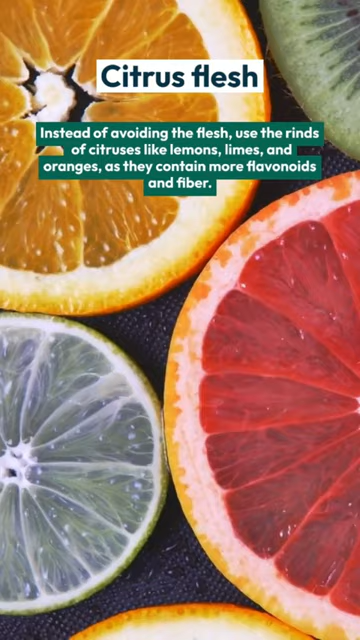 Citrus flesh
Instead of avoiding the flesh, use the rinds
of citruses like lemons, limes, and
oranges, as they contain more flavonoids
and fiber.